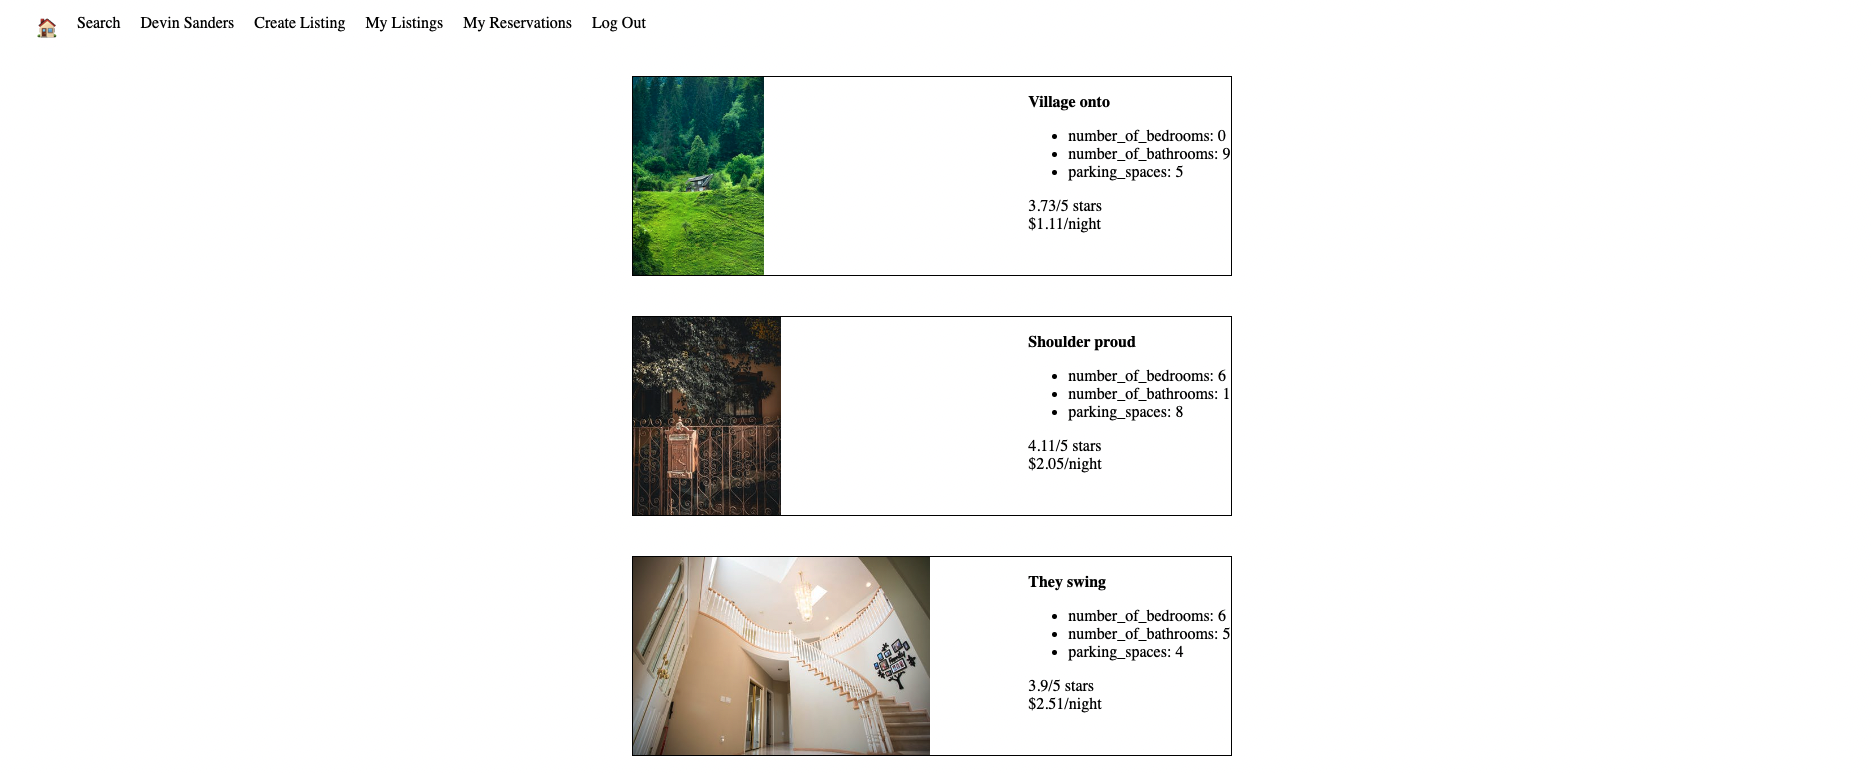 Search Devin Sanders Create Listing My Listings My Reservations Log Out
Village onto
number_of_bedrooms: 0
number_of_bathrooms: 9
parking_spaces: 5
3.73/5 stars
$1.11/night
Shoulder proud
number_of_bedrooms: 6
number_of_bathrooms: 1
parking_spaces: 8
4.11/5 stars
$2.05/night
They swing
number_of_bedrooms: 6
number_of_bathrooms: 5
parking_spaces: 4
3.9/5 stars
$2.51/night